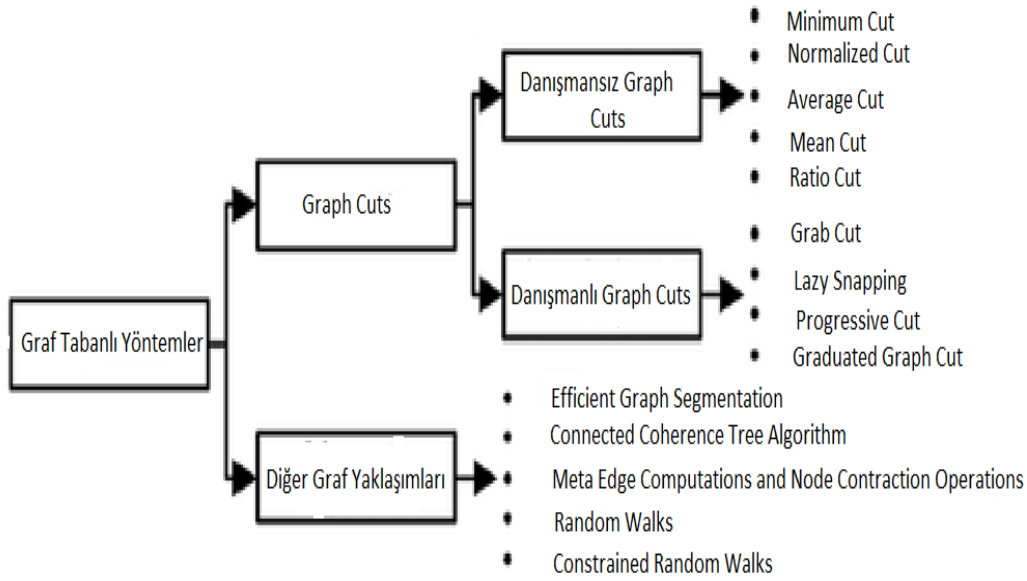 Graf Tabanlı Yöntemler
Graph Cuts
Danışmansız Graph
Cuts
Minimum Cut
Normalized Cut
Average Cut
Mean Cut
Ratio Cut
Danışmanlı Graph Cuts
Grab Cut
Lazy Snapping
Progressive Cut
Graduated Graph Cut
Diğer Graf Yaklaşımları
Efficient Graph Segmentation
Connected Coherence Tree Algorithm
Meta Edge Computations and Node Contraction Operations
Random Walks
Constrained Random Walks